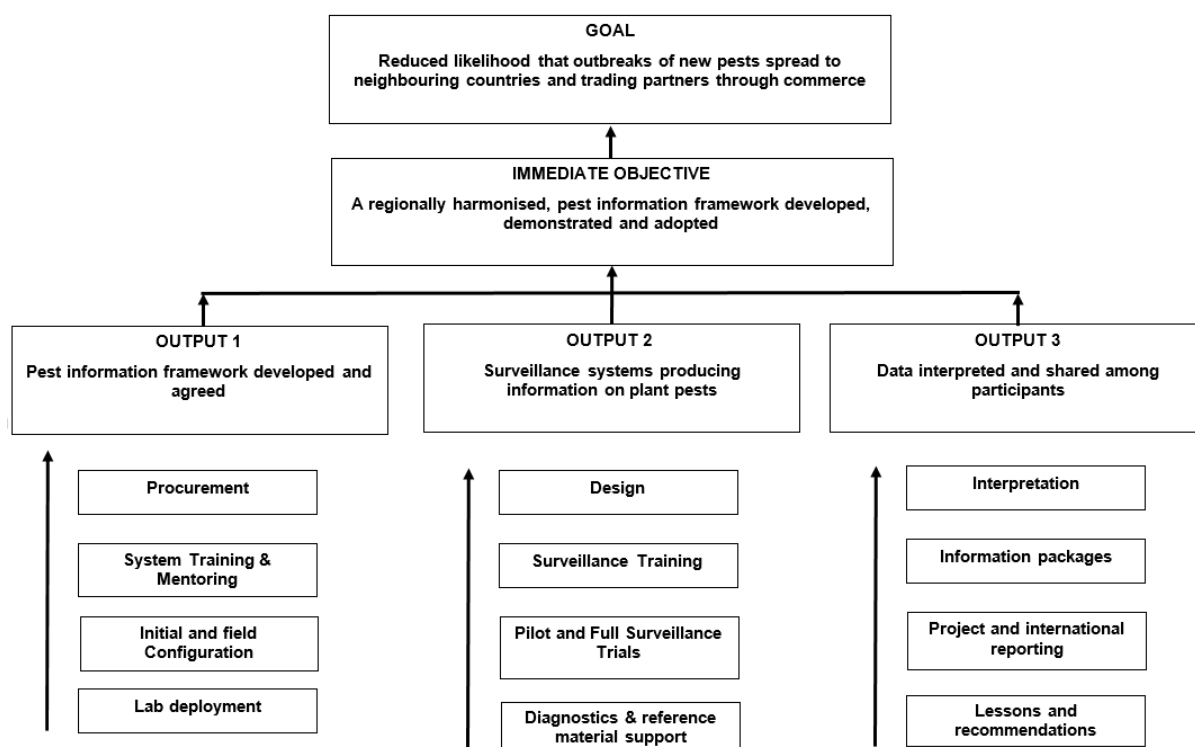 GOAL
Reduced likelihood that outbreaks of new pests spread to
neighbouring countries and trading partners through commerce
IMMEDIATE OBJECTIVE
A regionally harmonised, pest information framework developed,
demonstrated and adopted
OUTPUT 1
Pest information framework developed and
agreed
Procurement
System Training &
Mentoring
Initial and field
Configuration
Lab deployment
OUTPUT 2
Surveillance systems producing
information on plant pests
Design
Surveillance Training
Pilot and Full Surveillance
Trials
Diagnostics & reference
material support
OUTPUT 3
Data interpreted and shared among
participants
Interpretation
Information packages
Project and international
reporting
Lessons and
recommendations